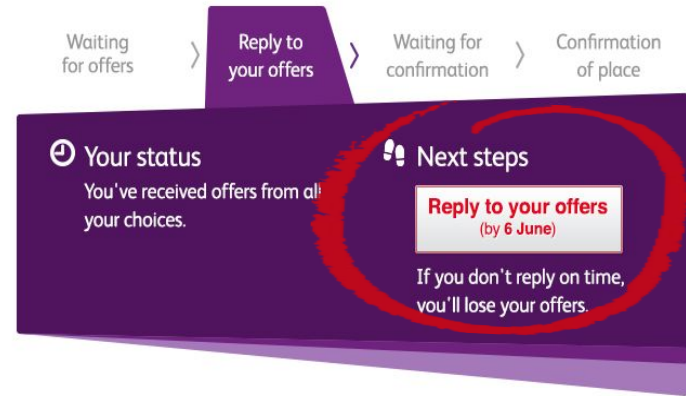 Waiting
for offers
Reply to
your offers
Waiting for
confirmation
Confirmation
of place
Your status
You've received offers from all
your choices.
Next steps
Reply to your offers
(by 6 June)
If you don't reply on time,
you'll lose your offers.